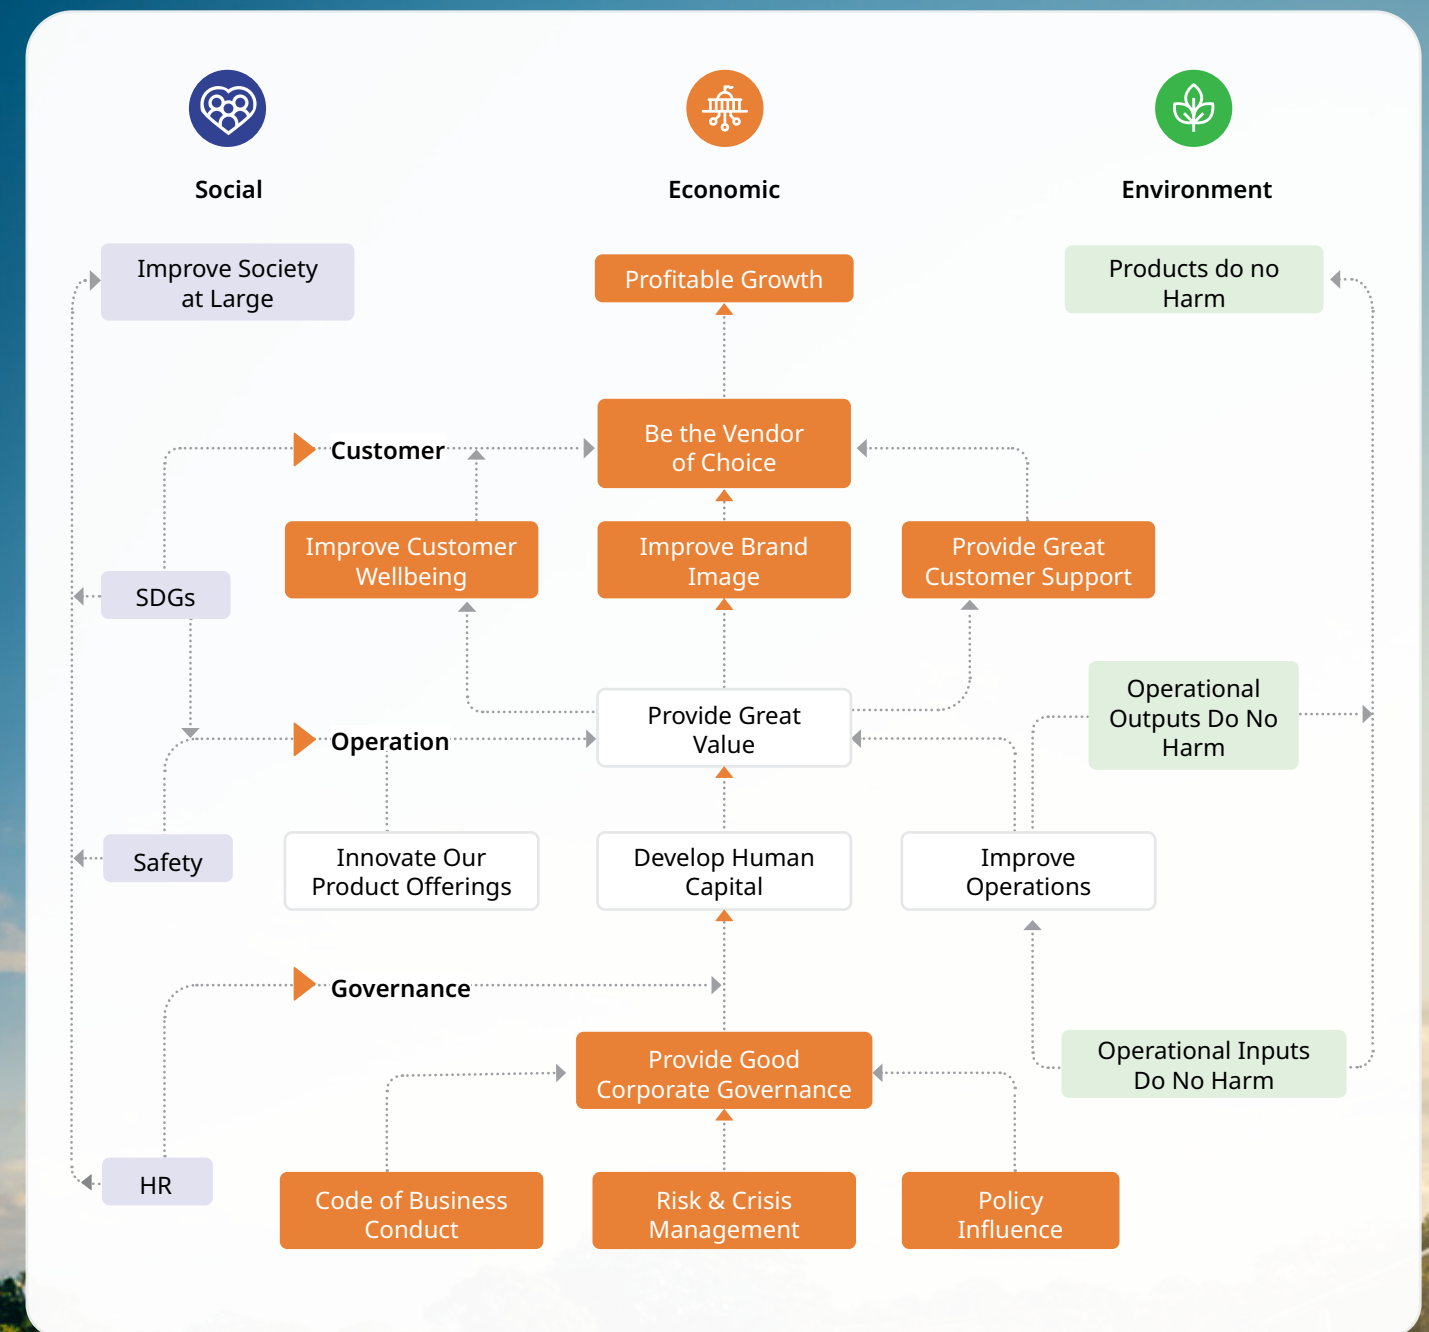 Social
Economic
Environment
Improve Society
at Large
Profitable Growth
Products do no
Harm
Customer
Be the Vendor
of Choice
SDGs
Improve Customer
Wellbeing
Improve Brand
Image
Provide Great
Customer Support
Operation
Provide Great
Value
Operational
Outputs Do No
Harm
Safety
Innovate Our
Product Offerings
Develop Human
Capital
Improve
Operations
Governance
Provide Good
Corporate Governance
Operational Inputs
Do No Harm
HR
Code of Business
Conduct
Risk & Crisis
Management
Policy
Influence